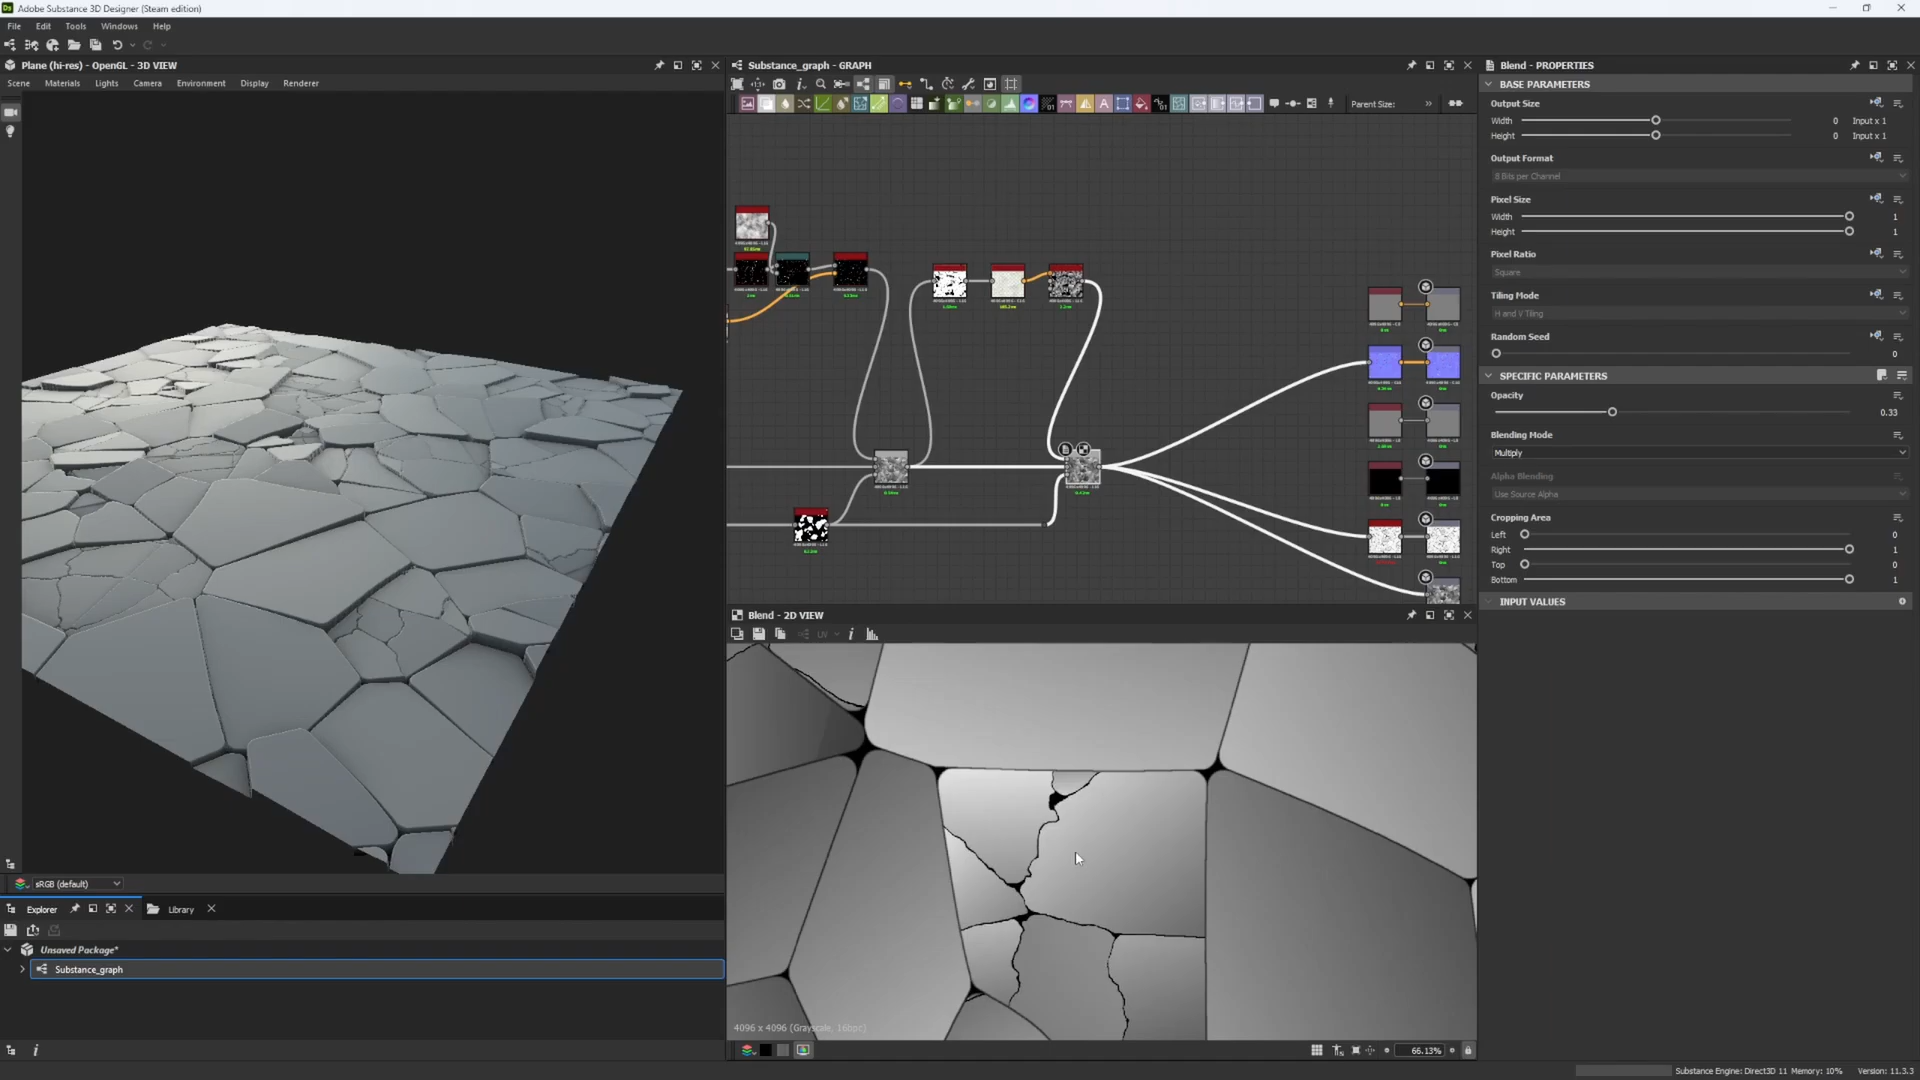 Adobe Substance 3D Designer (Steam edition)
File Edit Tools Windows Help
Plane (hi-res) - OpenGL - 3D VIEW
Scene Materials Lights Camera Environment Display Renderer
sRGB (default)
Explorer
Library
Unsaved Package*
Substance_graph
Substance_graph - GRAPH
Parent Size:
Blend - 2D VIEW
UV
4096 x 4096 (Grayscale, 16bpc)
66.13%
Blend - PROPERTIES
BASE PARAMETERS
Output Size
Width 0 Input x 1
Height 0 Input x 1
Output Format
8 Bits per Channel
Pixel Size
Width 1
Height 1
Pixel Ratio
Square
Tiling Mode
H and V Tiling
Random Seed
0
SPECIFIC PARAMETERS
Opacity
0.33
Blending Mode
Multiply
Alpha Blending
Use Source Alpha
Cropping Area
Left 0
Right 1
Top 0
Bottom 1
INPUT VALUES
Substance Engine: Direct3D 11 Memory: 10% Version: 11.3.3